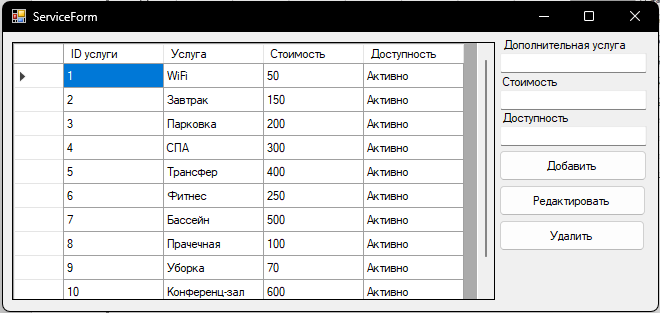 ServiceForm
ID услуги Услуга Стоимость Доступность
1 WiFi 50 Активно
2 Завтрак 150 Активно
3 Парковка 200 Активно
4 СПА 300 Активно
5 Трансфер 400 Активно
6 Фитнес 250 Активно
7 Бассейн 500 Активно
8 Прачечная 100 Активно
9 Уборка 70 Активно
10 Конференц-зал 600 Активно
Дополнительная услуга
Стоимость
Доступность
Добавить
Редактировать
Удалить